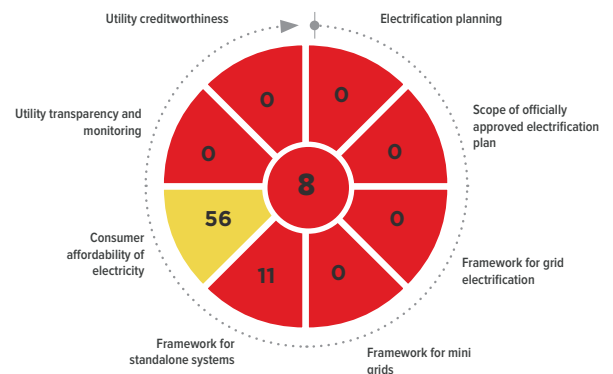 Utility creditworthiness
Electrification planning
Scope of officially
approved electrification
plan
Framework for grid
electrification
Framework for mini
grids
Framework for
standalone systems
Consumer
affordability of
electricity
Utility transparency and
monitoring
0
0
0
0
0
11
56
0
8